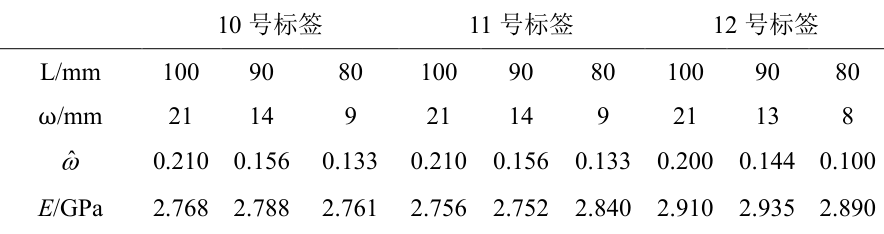 10 号标签 11 号标签 12 号标签
L/mm 100 90 80 100 90 80 100 90 80
ω/mm 21 14 9 21 14 9 21 13 8
ω̂ 0.210 0.156 0.133 0.210 0.156 0.133 0.200 0.144 0.100
E/GPa 2.768 2.788 2.761 2.756 2.752 2.840 2.910 2.935 2.890